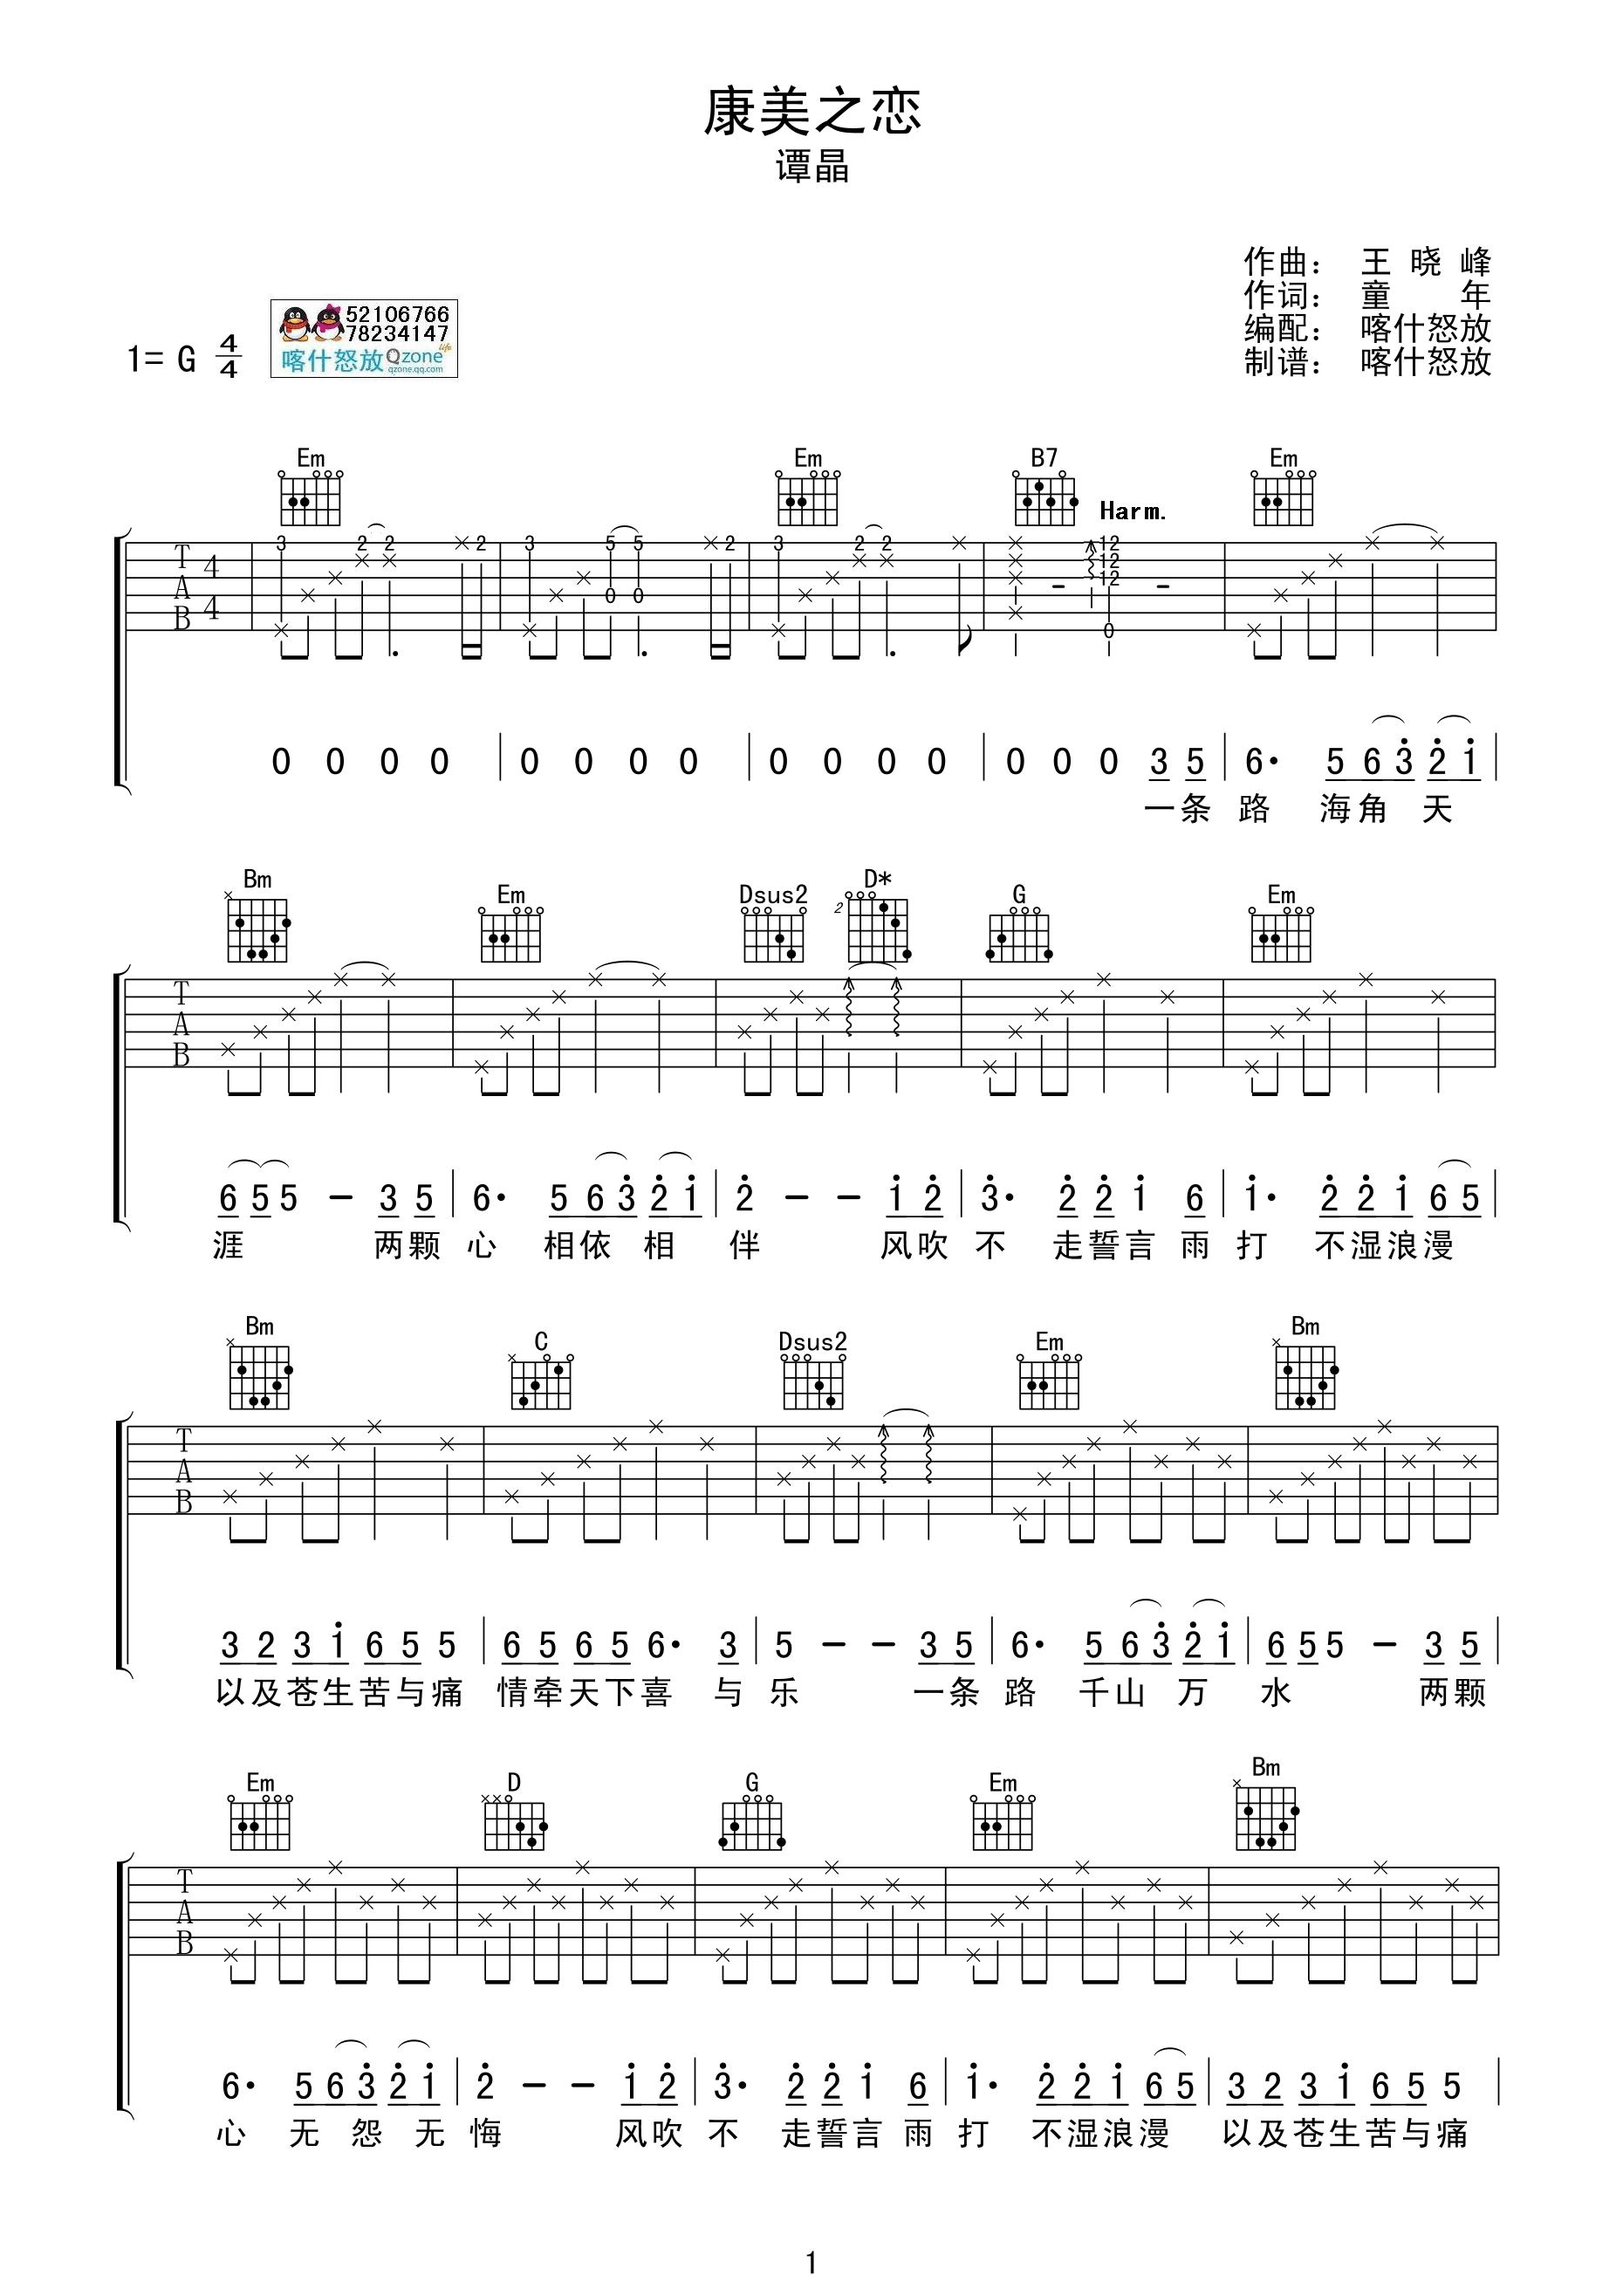 康美之恋
谭晶
作曲： 王 晓 峰
作词： 童 年
编配： 喀什怒放
制谱： 喀什怒放
1= G 4/4
52106766
78234147
喀什怒放 Qzone life
qzone.qq.com
Em Em B7 Em
Harm.
3 2 2 2 3 5 5 2 3 2 2 12
T 4 12
A 0 0 12
B 4 0
0 0 0 0 | 0 0 0 0 | 0 0 0 0 | 0 0 0 3 5 | 6· 5 6 3̇ 2̇ 1̇ |
一条 路 海角 天
Bm Em Dsus2 D* G Em
2
T
A
B
6 5 5 － 3 5 | 6· 5 6 3̇ 2̇ 1̇ | 2̇ － － 1̇ 2̇ | 3̇· 2̇ 2̇ 1̇ 6 | 1̇· 2̇ 2̇ 1̇ 6 5 |
涯 两颗 心 相依 相 伴 风吹 不 走誓言 雨 打 不湿浪漫
Bm C Dsus2 Em Bm
T
A
B
3 2 3 1̇ 6 5 5 | 6 5 6 5 6· 3 | 5 － － 3 5 | 6· 5 6 3̇ 2̇ 1̇ | 6 5 5 － 3 5 |
以及苍生苦与痛 情牵天下喜 与 乐 一条 路 千山 万 水 两颗
Em D G Em Bm
T
A
B
6· 5 6 3̇ 2̇ 1̇ | 2̇ － － 1̇ 2̇ | 3̇· 2̇ 2̇ 1̇ 6 | 1̇· 2̇ 2̇ 1̇ 6 5 | 3 2 3 1̇ 6 5 5 |
心 无 怨 无 悔 风吹 不 走誓言 雨 打 不湿浪漫 以及苍生苦与痛
1